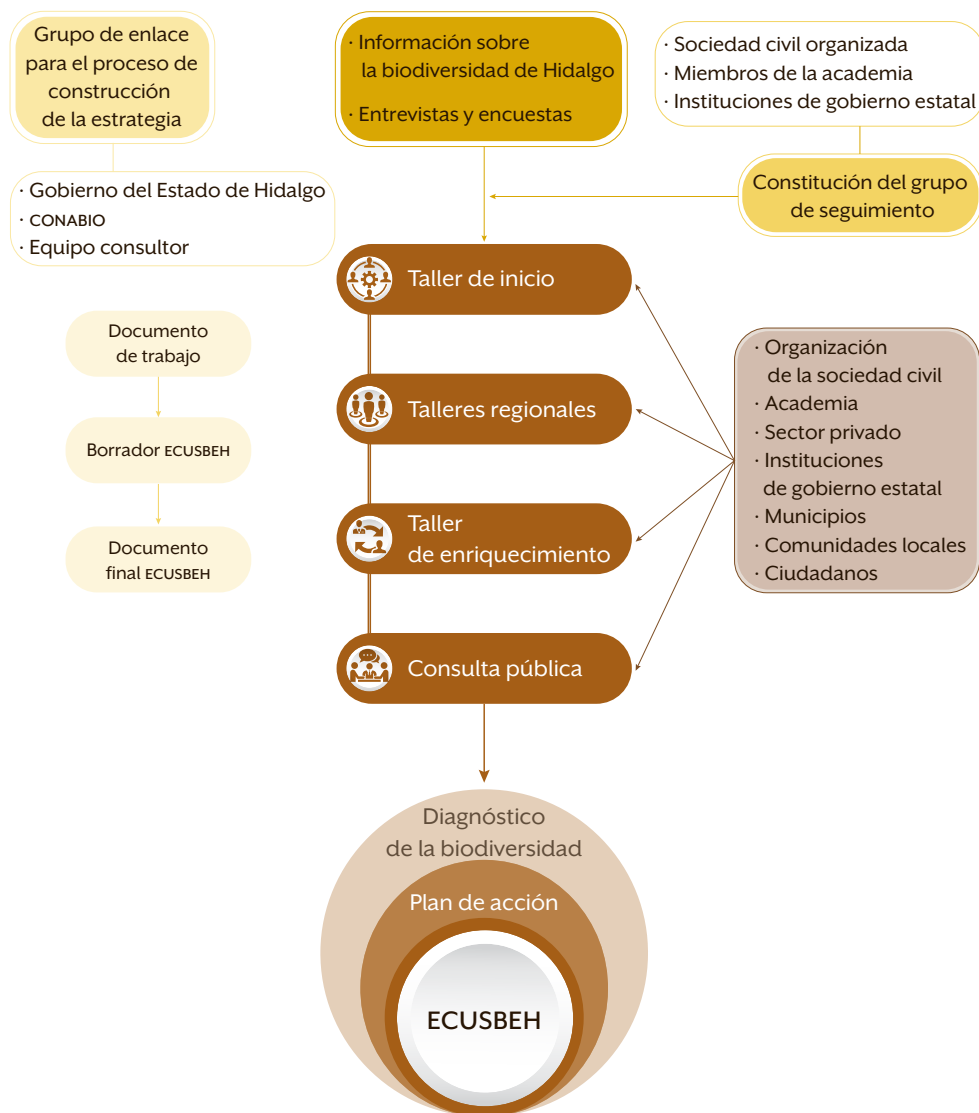 Grupo de enlace
para el proceso de
construcción
de la estrategia
· Gobierno del Estado de Hidalgo
· CONABIO
· Equipo consultor
· Información sobre
la biodiversidad de Hidalgo
· Entrevistas y encuestas
· Sociedad civil organizada
· Miembros de la academia
· Instituciones de gobierno estatal
Constitución del grupo
de seguimiento
Taller de inicio
Talleres regionales
Taller
de enriquecimiento
Consulta pública
Documento
de trabajo
Borrador ECUSBEH
Documento
final ECUSBEH
· Organización
de la sociedad civil
· Academia
· Sector privado
· Instituciones
de gobierno estatal
· Municipios
· Comunidades locales
· Ciudadanos
Diagnóstico
de la biodiversidad
Plan de acción
ECUSBEH